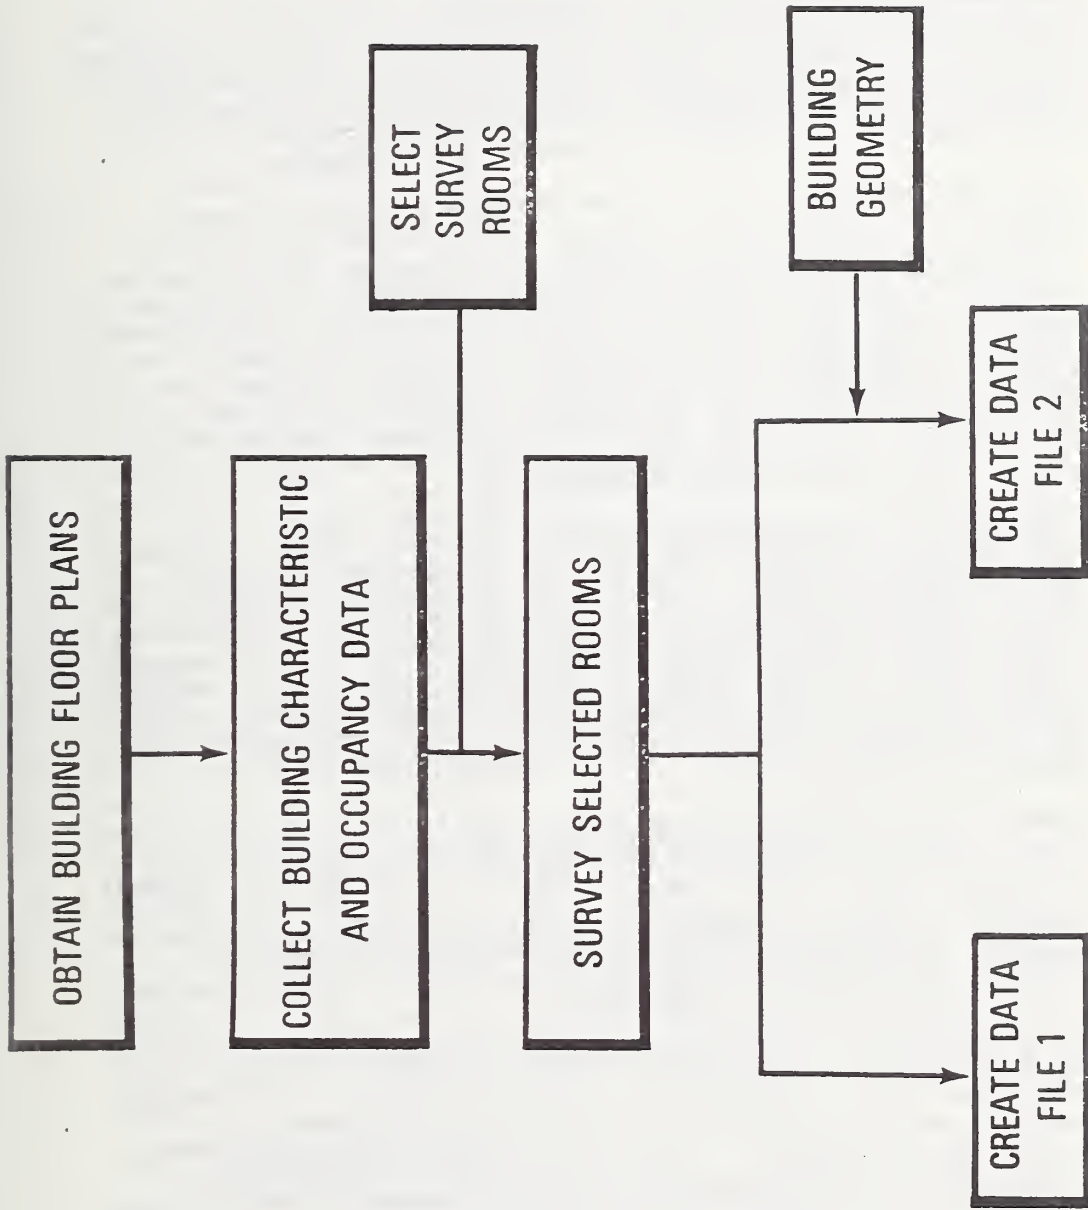 OBTAIN BUILDING FLOOR PLANS
COLLECT BUILDING CHARACTERISTIC
AND OCCUPANCY DATA
SELECT
SURVEY
ROOMS
SURVEY SELECTED ROOMS
BUILDING
GEOMETRY
CREATE DATA
FILE 1
CREATE DATA
FILE 2